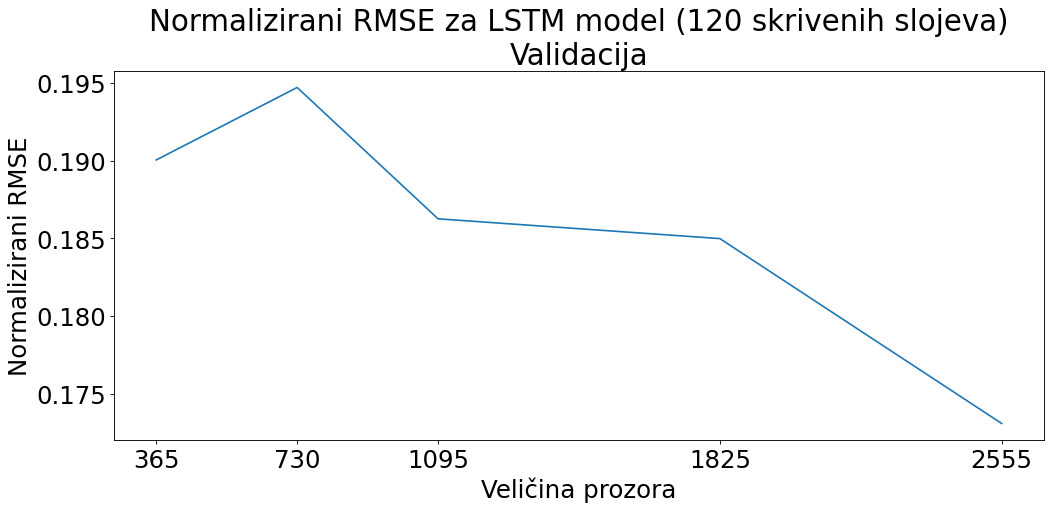 Normalizirani RMSE za LSTM model (120 skrivenih slojeva)
Validacija
Normalizirani RMSE
0.195
0.190
0.185
0.180
0.175
365 730 1095 1825 2555
Veličina prozora